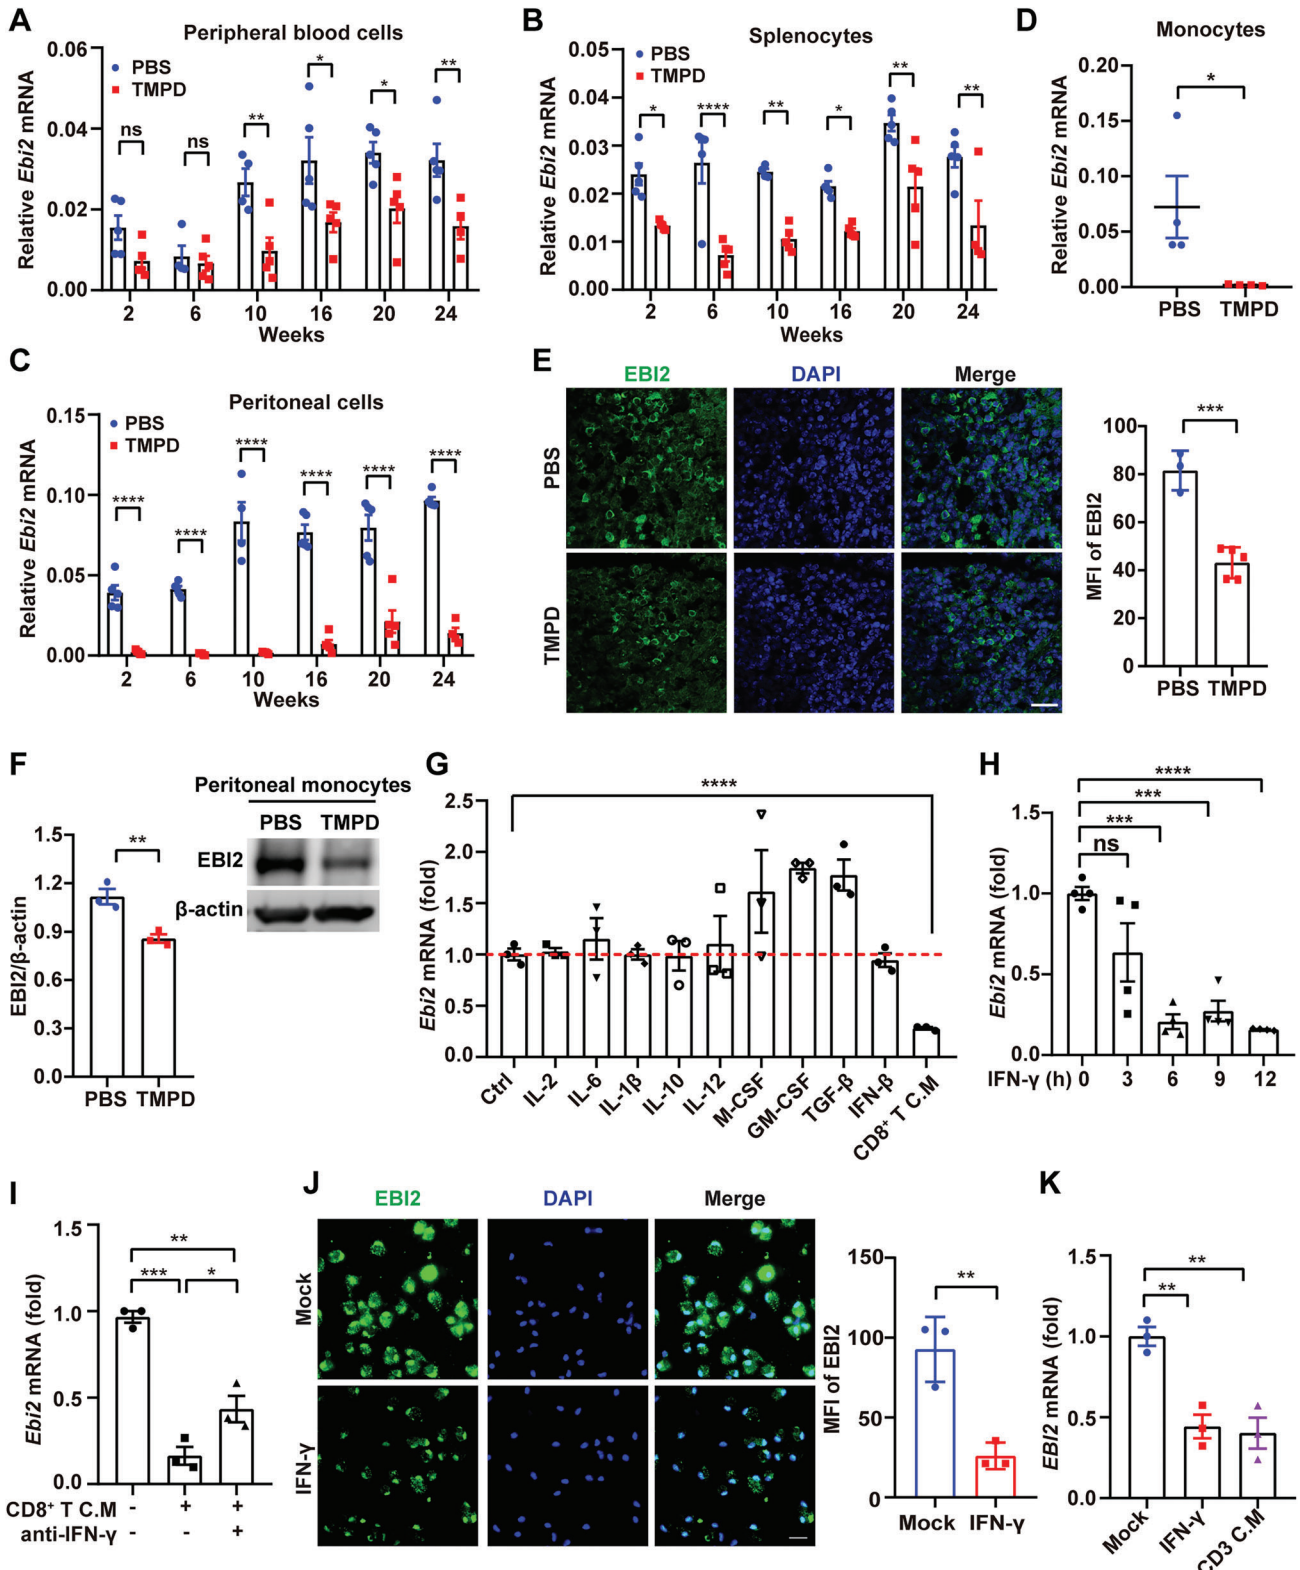 A
Peripheral blood cells
Relative Ebi2 mRNA
0.06
0.04
0.02
0.00
PBS
TMPD
ns
ns
**
*
*
**
2 6 10 16 20 24
Weeks
B
Splenocytes
Relative Ebi2 mRNA
0.05
0.04
0.03
0.02
0.01
0.00
PBS
TMPD
*
****
**
*
**
**
2 6 10 16 20 24
Weeks
D
Monocytes
Relative Ebi2 mRNA
0.20
0.15
0.10
0.05
0.00
*
PBS TMPD
C
Peritoneal cells
Relative Ebi2 mRNA
0.15
0.10
0.05
0.00
PBS
TMPD
****
****
****
****
****
****
2 6 10 16 20 24
Weeks
E
EBI2 DAPI Merge
PBS
TMPD
MFI of EBI2
100
80
60
40
20
0
***
PBS TMPD
F
EBI2/β-actin
1.5
1.2
0.9
0.6
0.3
0.0
**
PBS TMPD
Peritoneal monocytes
PBS TMPD
EBI2
β-actin
G
Ebi2 mRNA (fold)
2.5
2.0
1.5
1.0
0.5
0.0
****
Ctrl
IL-2
IL-6
IL-1β
IL-10
IL-12
M-CSF
GM-CSF
TGF-β
IFN-β
CD8⁺ T C.M
H
Ebi2 mRNA (fold)
1.5
1.0
0.5
0.0
****
***
***
ns
IFN-γ (h) 0 3 6 9 12
I
Ebi2 mRNA (fold)
1.5
1.0
0.5
0.0
**
*** *
CD8⁺ T C.M - + +
anti-IFN-γ - - +
J
EBI2 DAPI Merge
Mock
IFN-γ
MFI of EBI2
150
100
50
0
**
Mock IFN-γ
K
EBI2 mRNA (fold)
1.5
1.0
0.5
0.0
**
**
Mock
IFN-γ
CD3 C.M